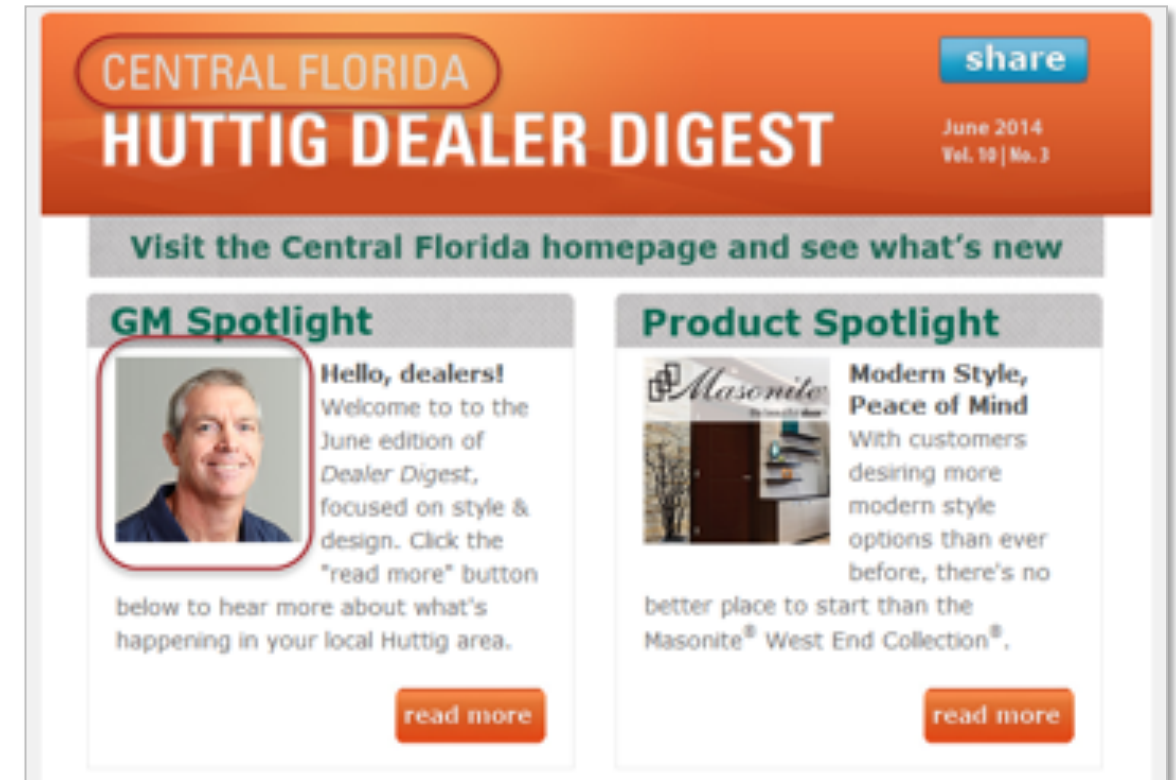 CENTRAL FLORIDA
HUTTIG DEALER DIGEST
share
June 2014
Vol. 10 | No. 3
Visit the Central Florida homepage and see what's new
GM Spotlight
Hello, dealers!
Welcome to to the
June edition of
Dealer Digest,
focused on style &
design. Click the
"read more" button
below to hear more about what's
happening in your local Huttig area.
read more
Product Spotlight
Masonite
Modern Style,
Peace of Mind
With customers
desiring more
modern style
options than ever
before, there's no
better place to start than the
Masonite® West End Collection®.
read more